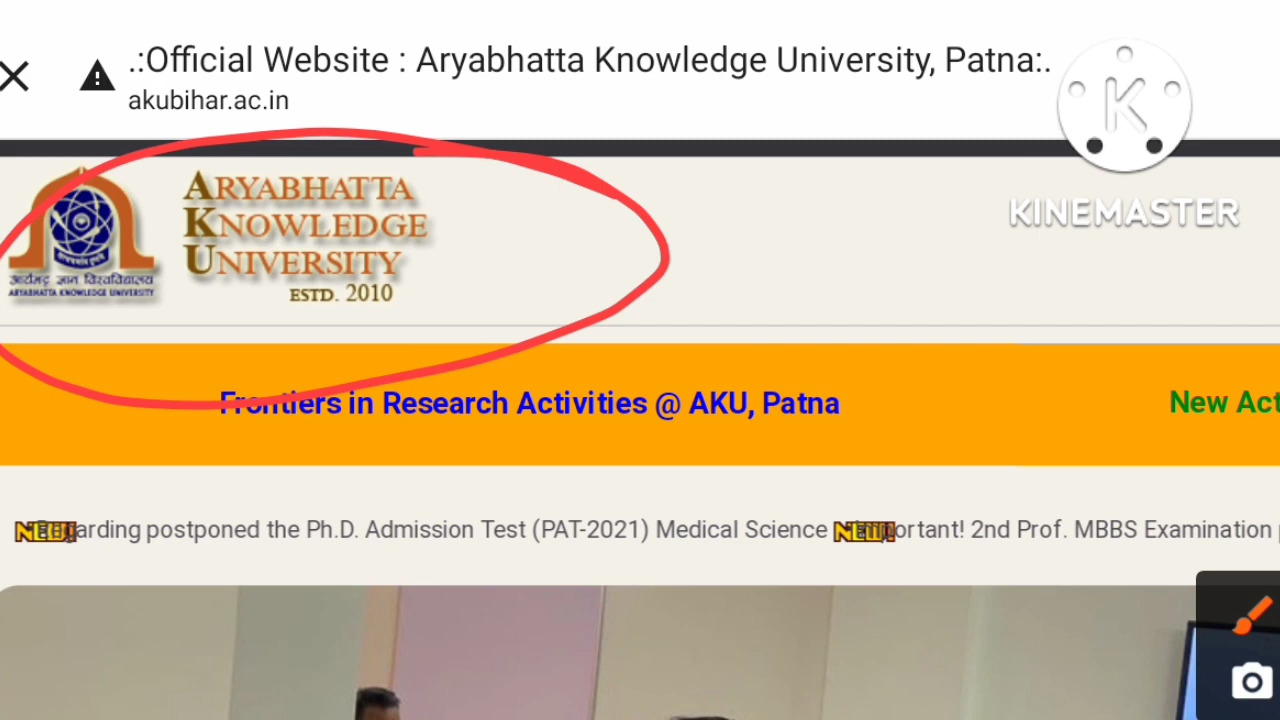 .:Official Website : Aryabhatta Knowledge University, Patna:.
akubihar.ac.in
K
KINEMASTER
ARYABHATTA
KNOWLEDGE
UNIVERSITY
ESTD. 2010
आर्यभट्ट ज्ञान विश्वविद्यालय
ARYABHATTA KNOWLEDGE UNIVERSITY
Frontiers in Research Activities @ AKU, Patna
New Act
Regarding postponed the Ph.D. Admission Test (PAT-2021) Medical Science Important! 2nd Prof. MBBS Examination